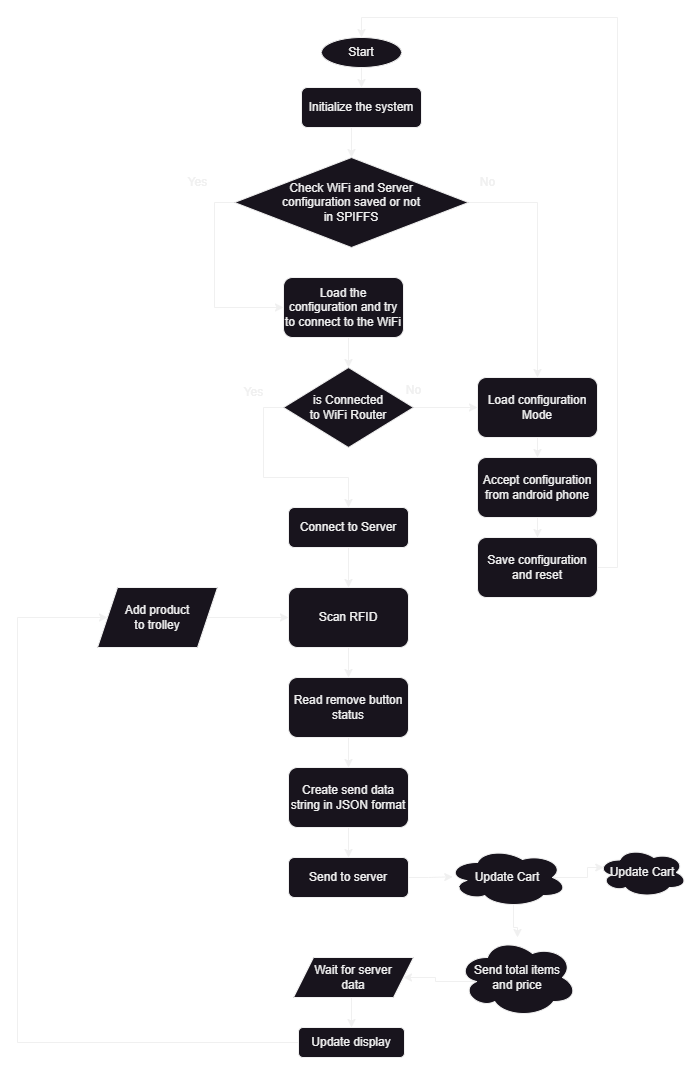 Start
Initialize the system
Yes
No
Check WiFi and Server
configuration saved or not
in SPIFFS
Load the
configuration and try
to connect to the WiFi
Yes
No
is Connected
to WiFi Router
Load configuration
Mode
Accept configuration
from android phone
Connect to Server
Save configuration
and reset
Add product
to trolley
Scan RFID
Read remove button
status
Create send data
string in JSON format
Send to server
Update Cart
Update Cart
Wait for server
data
Send total items
and price
Update display